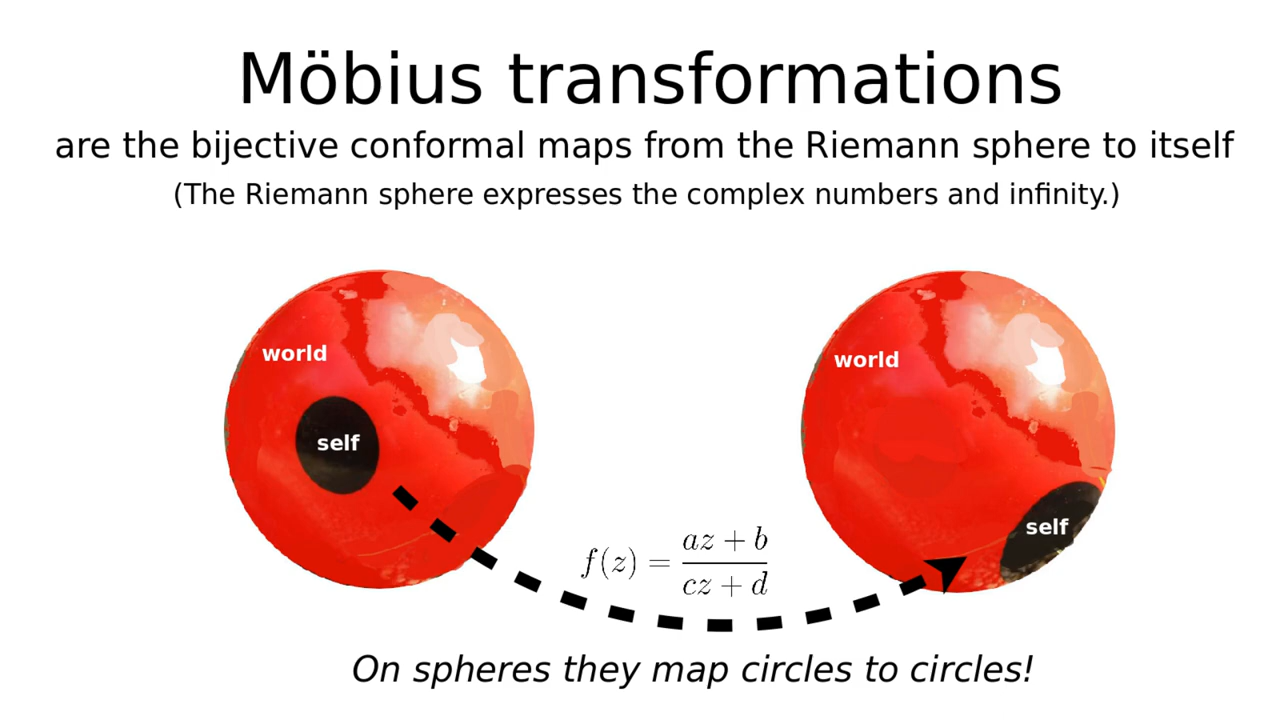 Möbius transformations
are the bijective conformal maps from the Riemann sphere to itself
(The Riemann sphere expresses the complex numbers and infinity.)
world
world
self
self
f(z) = \frac{az + b}{cz + d}
On spheres they map circles to circles!